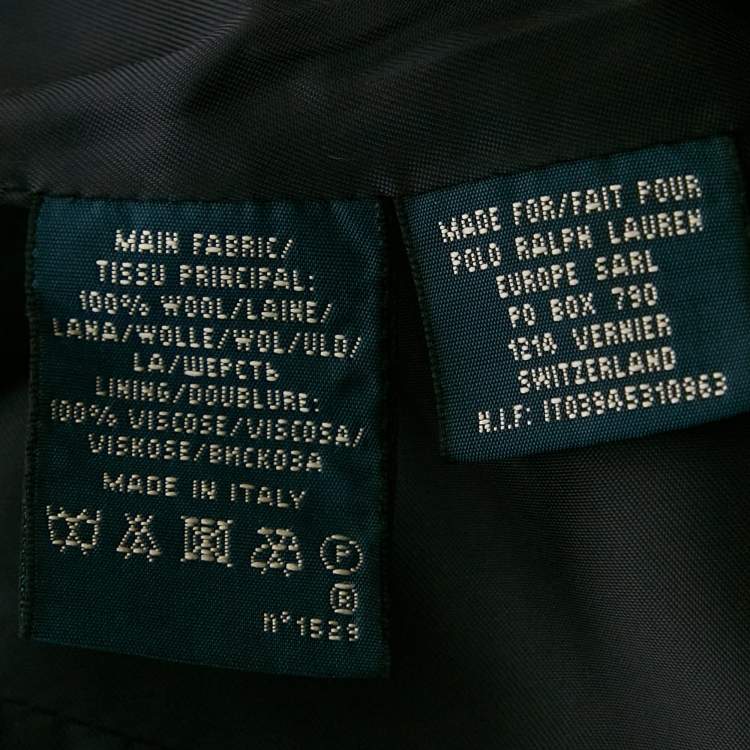 MAIN FABRIC/
TISSU PRINCIPAL:
100% WOOL/LAINE/
LANA/WOLLE/WOL/ULD/
LA/ШЕРСТЬ
LINING/DOUBLURE:
100% VISCOSE/VISCOSA/
VISKOSE/ВИСКОЗА
MADE IN ITALY
P
B
n°1529
MADE FOR/FAIT POUR
POLO RALPH LAUREN
EUROPE SARL
PO BOX 790
1214 VERNIER
SWITZERLAND
N.I.F: IT03945310963